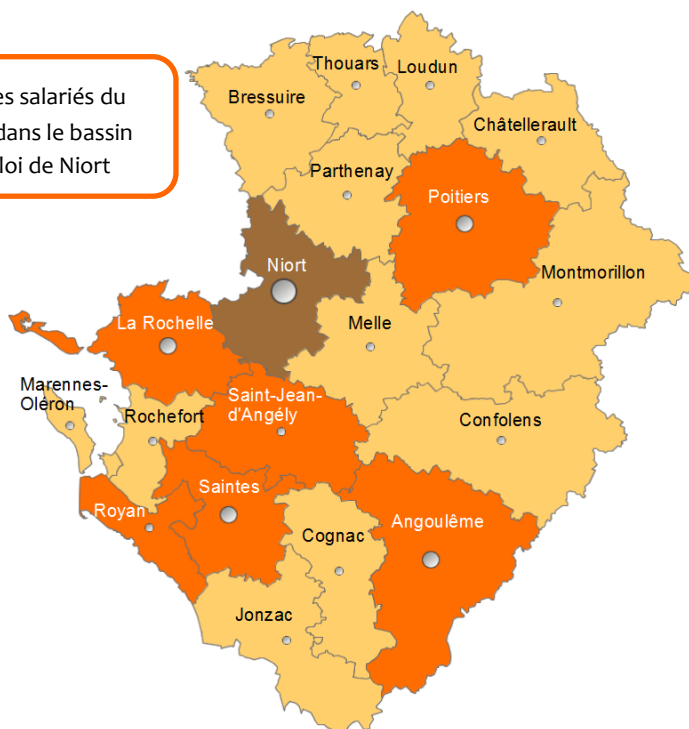 es salariés du
dans le bassin
loi de Niort
Thouars
Loudun
Bressuire
Châtellerault
Parthenay
Poitiers
Niort
Montmorillon
La Rochelle
Melle
Marennes-
Oléron
Rochefort
Saint-Jean-
d'Angély
Confolens
Saintes
Royan
Angoulême
Cognac
Jonzac